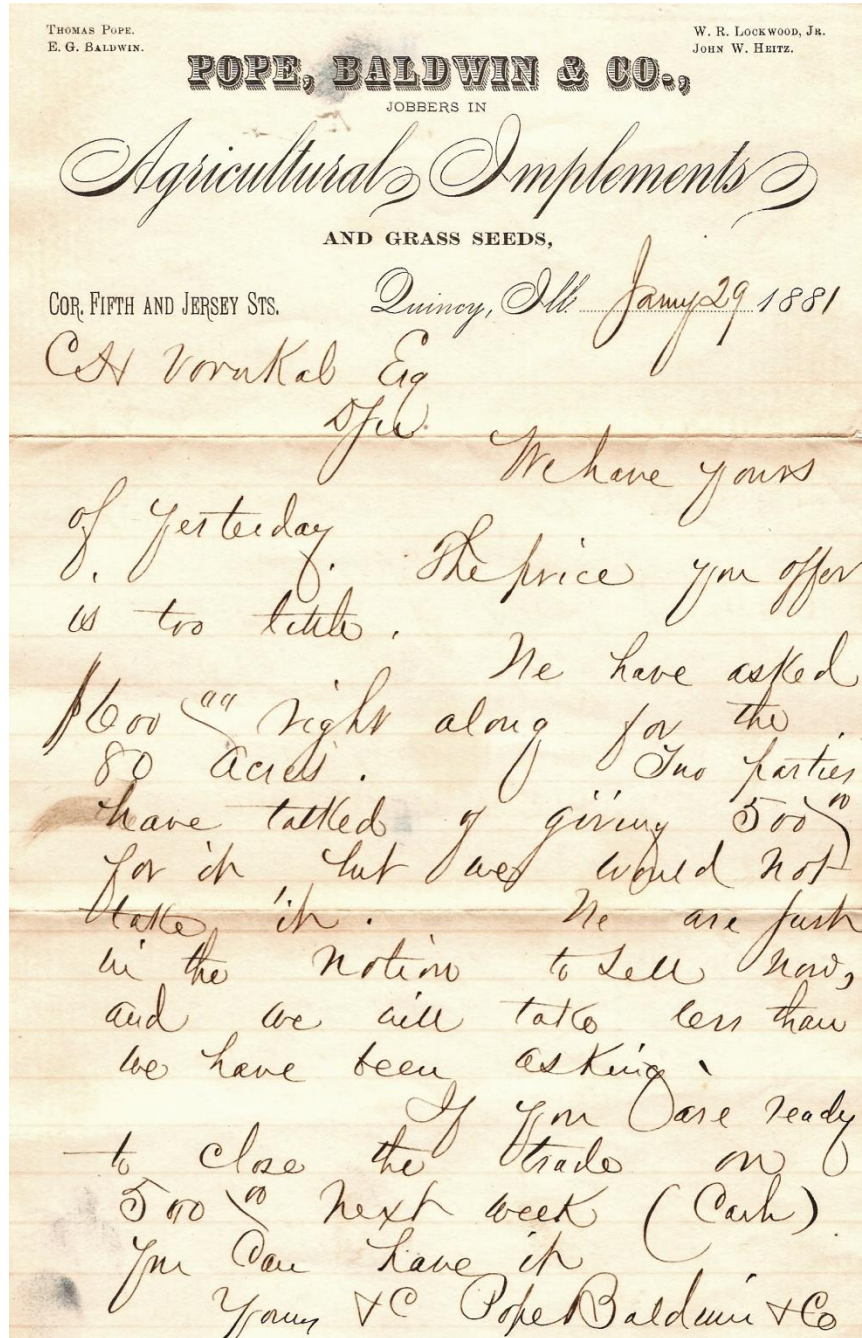 THOMAS POPE.
E. G. BALDWIN.
W. R. LOCKWOOD, JR.
JOHN W. HEITZ.
POPE, BALDWIN & CO.,
JOBBERS IN
Agricultural Implements
AND GRASS SEEDS,
COR. FIFTH AND JERSEY STS. Quincy, Ill. Jany 29 1881
C H Esq
D Sir
We have yours
of yesterday. The price you offer
is too little.
We have asked
$600 00 right along for the
80 Acres. Two parties
have talked of giving 500 00
for it but we would not
take it. We are just
in the notion to sell now,
and we will take less than
we have been asking.
If you are ready
to close the trade on
500 00 next week (Cash)
you Can have it
Yours &C Pope Baldwin & Co